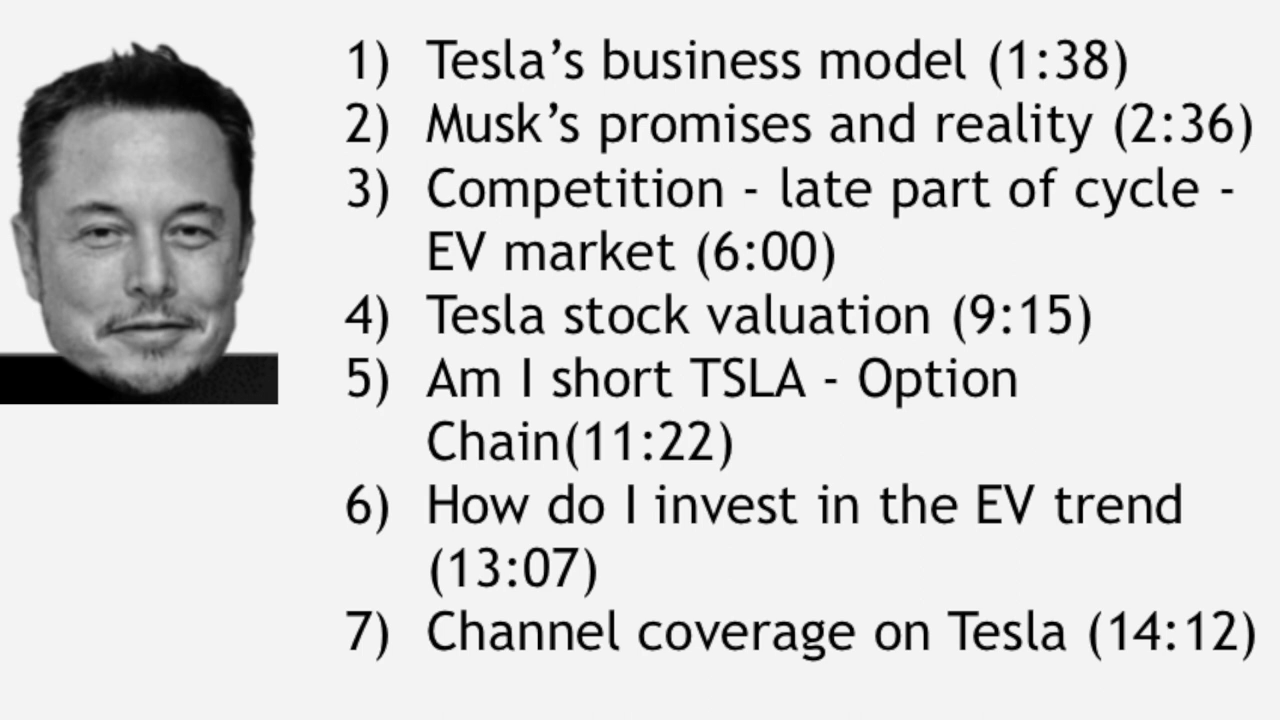 1) Tesla’s business model (1:38)
2) Musk’s promises and reality (2:36)
3) Competition - late part of cycle -
EV market (6:00)
4) Tesla stock valuation (9:15)
5) Am I short TSLA - Option
Chain(11:22)
6) How do I invest in the EV trend
(13:07)
7) Channel coverage on Tesla (14:12)